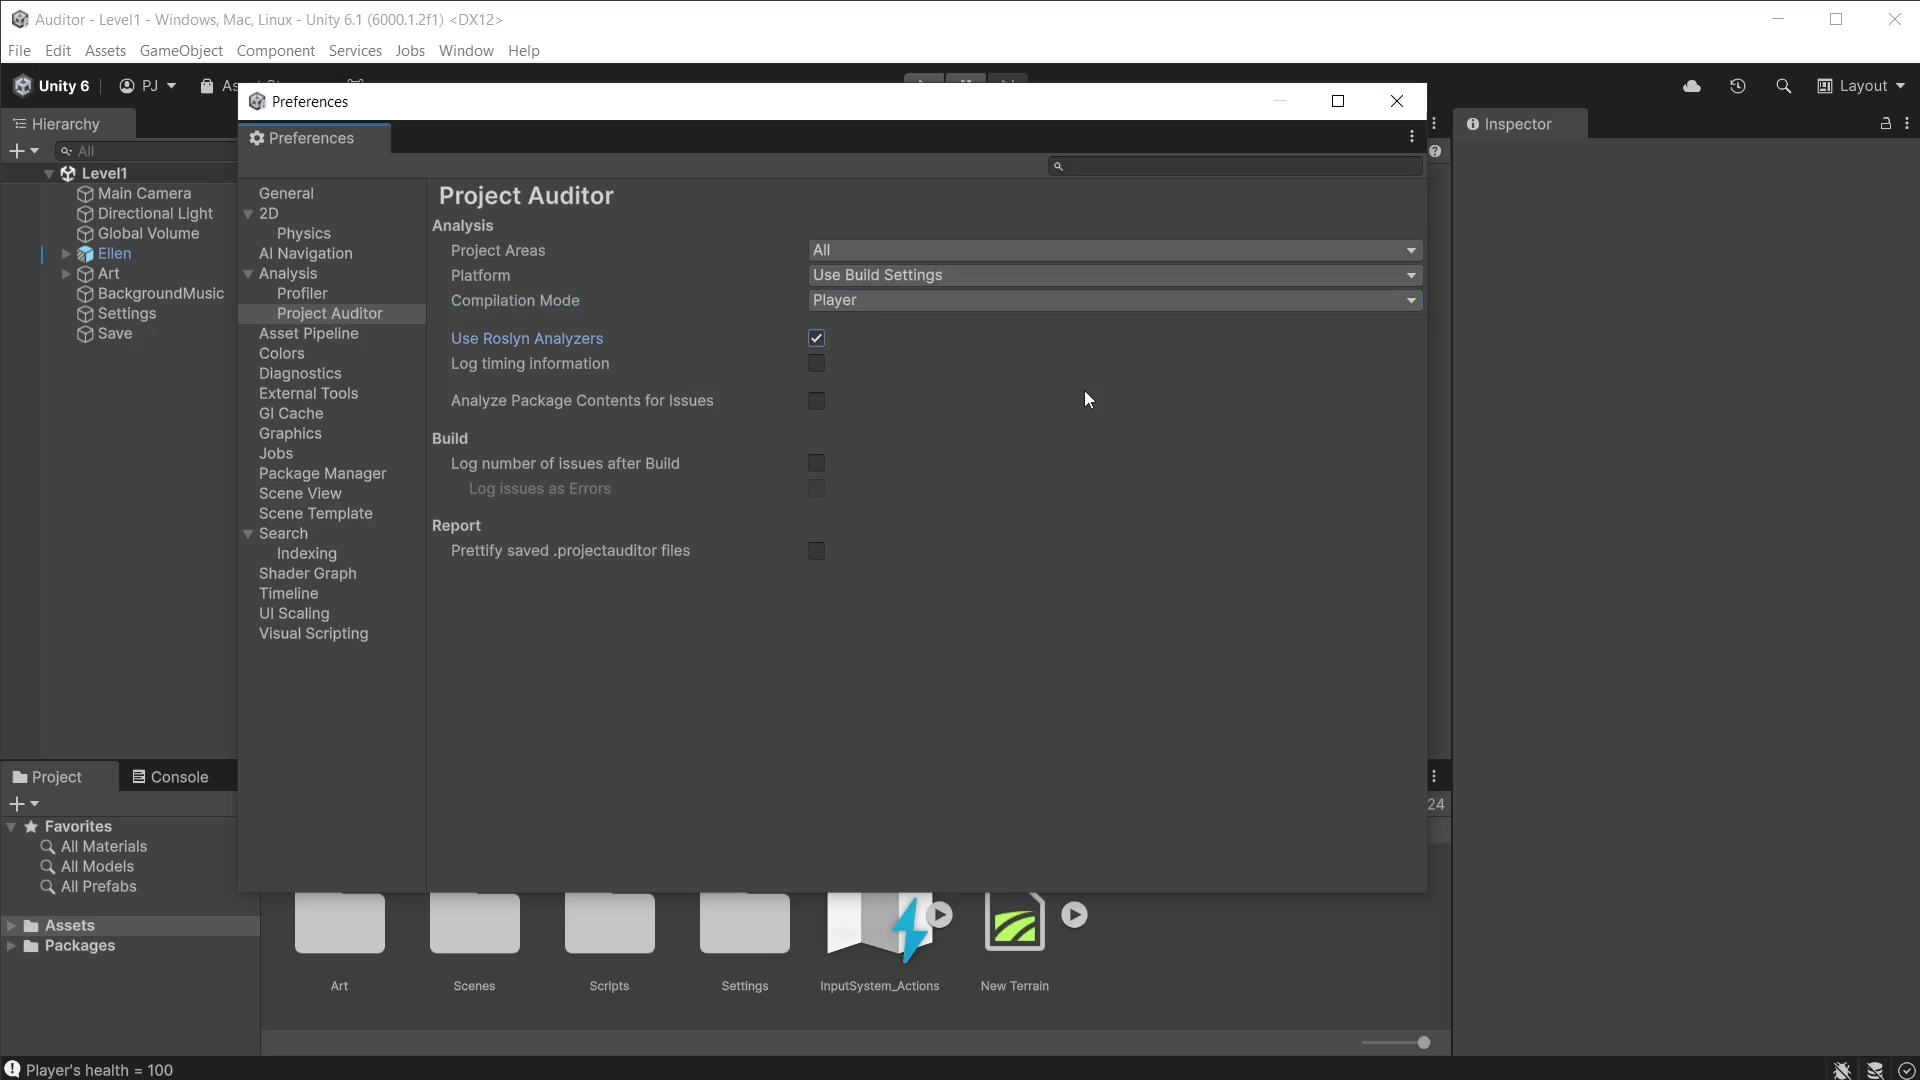 Auditor - Level1 - Windows, Mac, Linux - Unity 6.1 (6000.1.2f1) <DX12>
File Edit Assets GameObject Component Services Jobs Window Help
Unity 6 PJ Layout
Preferences
Hierarchy
All
Level1
Main Camera
Directional Light
Global Volume
Ellen
Art
BackgroundMusic
Settings
Save
Preferences
General
2D
Physics
AI Navigation
Analysis
Profiler
Project Auditor
Asset Pipeline
Colors
Diagnostics
External Tools
GI Cache
Graphics
Jobs
Package Manager
Scene View
Scene Template
Search
Indexing
Shader Graph
Timeline
UI Scaling
Visual Scripting
Project Auditor
Analysis
Project Areas All
Platform Use Build Settings
Compilation Mode Player
Use Roslyn Analyzers
Log timing information
Analyze Package Contents for Issues
Build
Log number of issues after Build
Log issues as Errors
Report
Prettify saved .projectauditor files
Inspector
Project Console
24
Favorites
All Materials
All Models
All Prefabs
Assets
Packages
Art Scenes Scripts Settings InputSystem_Actions New Terrain
Player's health = 100